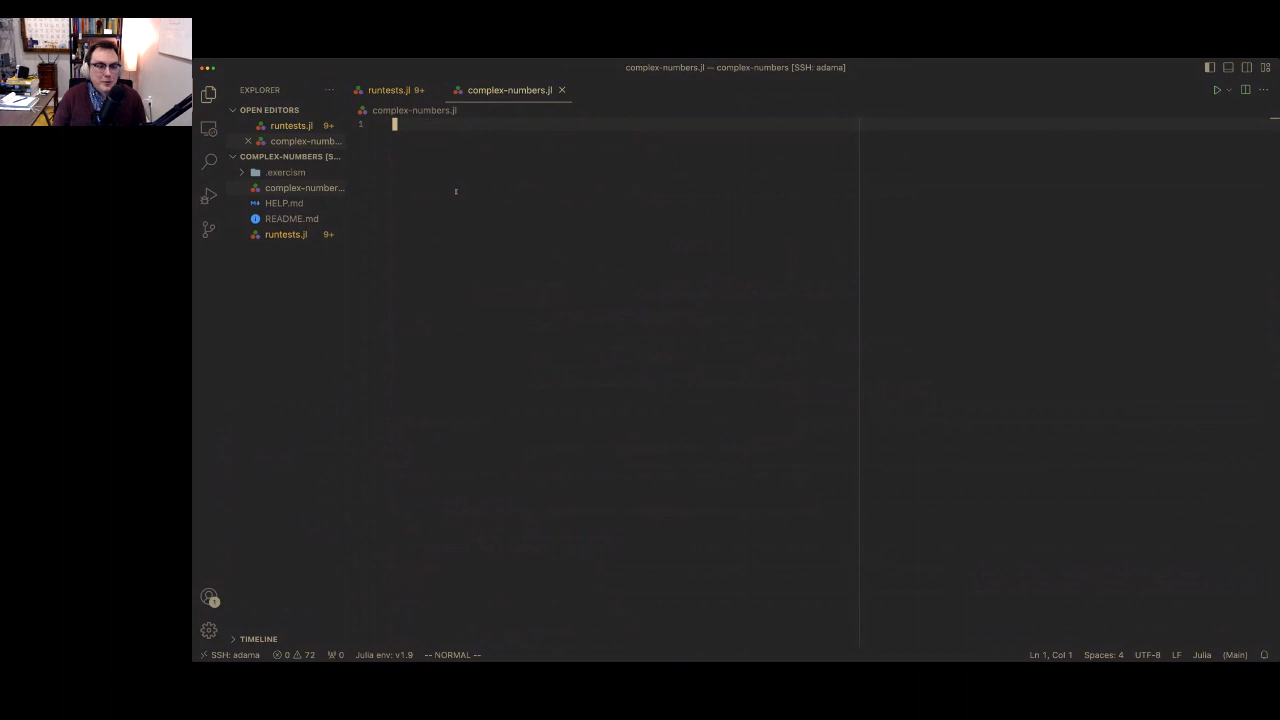 complex-numbers.jl — complex-numbers [SSH: adama]
EXPLORER
runtests.jl 9+
complex-numbers.jl
OPEN EDITORS
complex-numbers.jl
runtests.jl 9+
1
complex-numb...
COMPLEX-NUMBERS [S...
.exercism
complex-number...
HELP.md
README.md
runtests.jl 9+
1
TIMELINE
SSH: adama 0 72 0 Julia env: v1.9 -- NORMAL -- Ln 1, Col 1 Spaces: 4 UTF-8 LF Julia (Main)